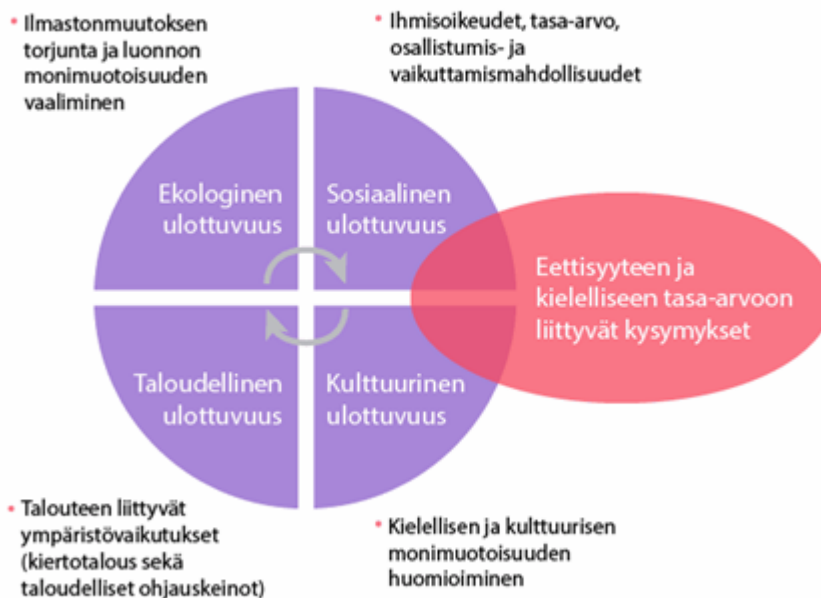 • Ilmastonmuutoksen
torjunta ja luonnon
monimuotoisuuden
vaaliminen
• Ihmisoikeudet, tasa-arvo,
osallistumis- ja
vaikuttamismahdollisuudet
Ekologinen
ulottuvuus
Sosiaalinen
ulottuvuus
Eettisyyteen ja
kielelliseen tasa-arvoon
liittyvät kysymykset
Taloudellinen
ulottuvuus
Kulttuurinen
ulottuvuus
• Talouteen liittyvät
ympäristövaikutukset
(kiertotalous sekä
taloudelliset ohjauskeinot)
• Kielellisen ja kulttuurisen
monimuotoisuuden
huomioiminen